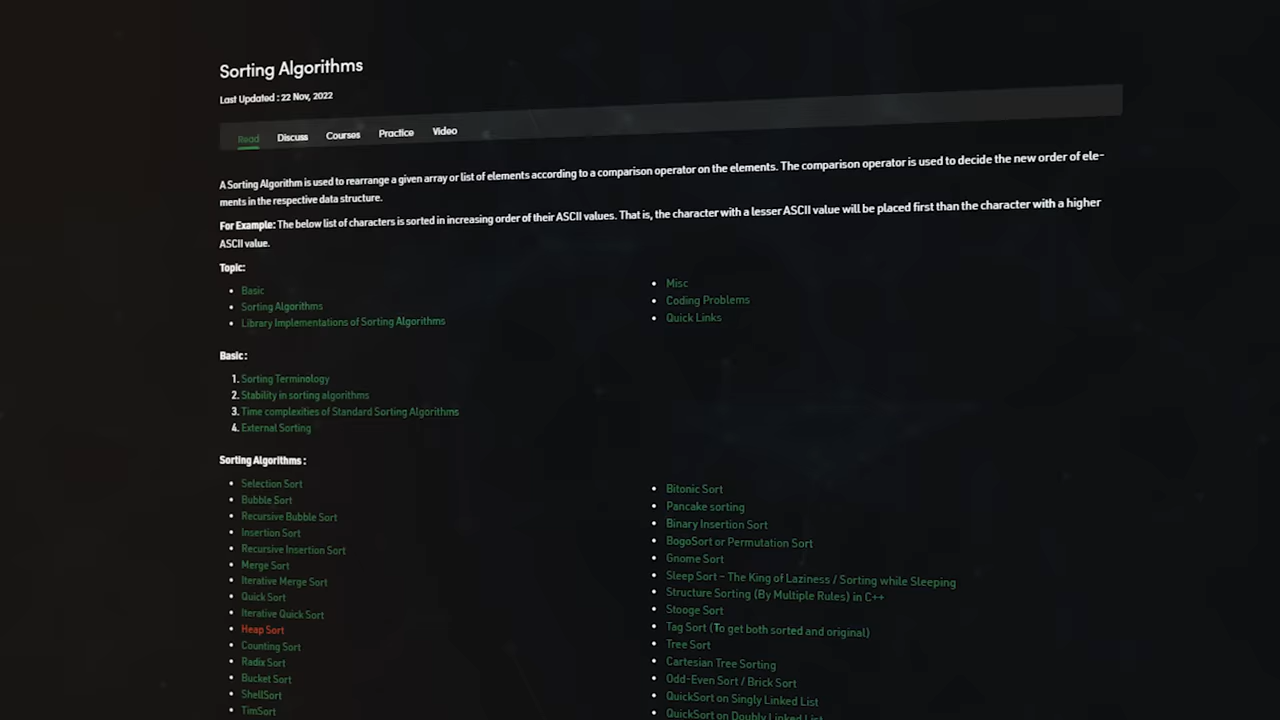 Sorting Algorithms
Last Updated : 22 Nov, 2022
Read Discuss Courses Practice Video
A Sorting Algorithm is used to rearrange a given array or list of elements according to a comparison operator on the elements. The comparison operator is used to decide the new order of ele-
ments in the respective data structure.
For Example: The below list of characters is sorted in increasing order of their ASCII values. That is, the character with a lesser ASCII value will be placed first than the character with a higher
ASCII value.
Topic:
• Basic
• Sorting Algorithms
• Library Implementations of Sorting Algorithms
• Misc
• Coding Problems
• Quick Links
Basic :
1. Sorting Terminology
2. Stability in sorting algorithms
3. Time complexities of Standard Sorting Algorithms
4. External Sorting
Sorting Algorithms :
• Selection Sort
• Bubble Sort
• Recursive Bubble Sort
• Insertion Sort
• Recursive Insertion Sort
• Merge Sort
• Iterative Merge Sort
• Quick Sort
• Iterative Quick Sort
• Heap Sort
• Counting Sort
• Radix Sort
• Bucket Sort
• ShellSort
• TimSort
• Bitonic Sort
• Pancake sorting
• Binary Insertion Sort
• BogoSort or Permutation Sort
• Gnome Sort
• Sleep Sort – The King of Laziness / Sorting while Sleeping
• Structure Sorting (By Multiple Rules) in C++
• Stooge Sort
• Tag Sort (To get both sorted and original)
• Tree Sort
• Cartesian Tree Sorting
• Odd-Even Sort / Brick Sort
• QuickSort on Singly Linked List
• QuickSort on Doubly Linked List